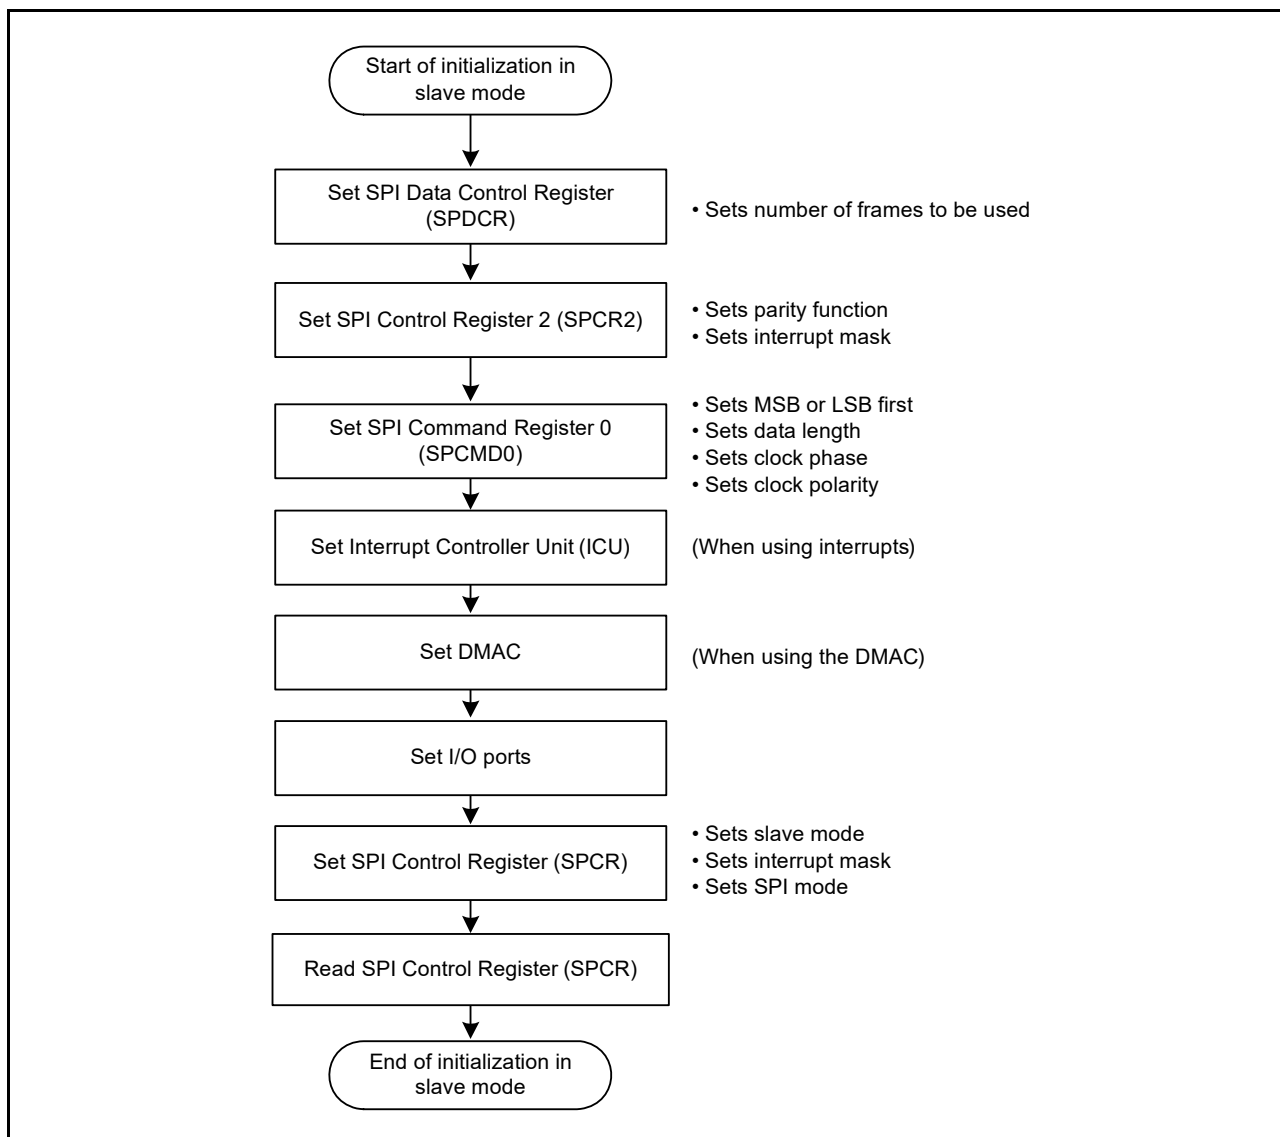 Start of initialization in
slave mode
Set SPI Data Control Register
(SPDCR)
• Sets number of frames to be used
Set SPI Control Register 2 (SPCR2)
• Sets parity function
• Sets interrupt mask
Set SPI Command Register 0
(SPCMD0)
• Sets MSB or LSB first
• Sets data length
• Sets clock phase
• Sets clock polarity
Set Interrupt Controller Unit (ICU)
(When using interrupts)
Set DMAC
(When using the DMAC)
Set I/O ports
Set SPI Control Register (SPCR)
• Sets slave mode
• Sets interrupt mask
• Sets SPI mode
Read SPI Control Register (SPCR)
End of initialization in
slave mode